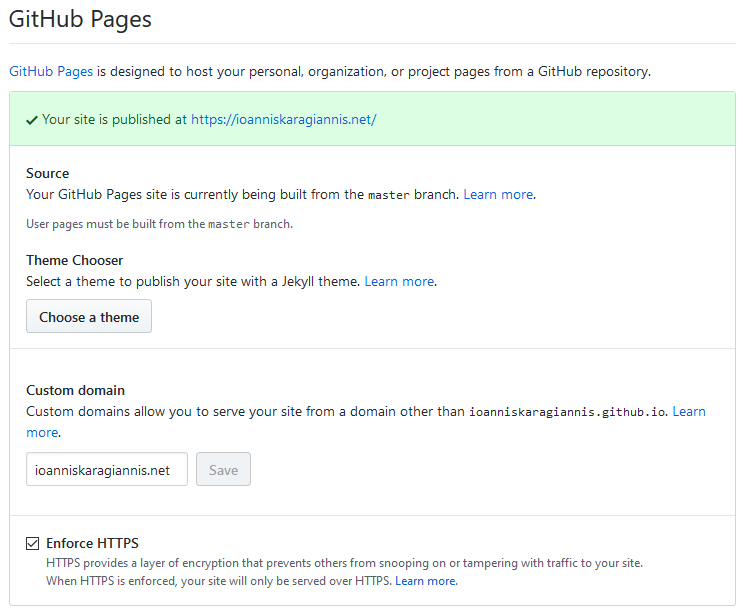 GitHub Pages
GitHub Pages is designed to host your personal, organization, or project pages from a GitHub repository.
Your site is published at https://ioanniskaragiannis.net/
Source
Your GitHub Pages site is currently being built from the master branch. Learn more.
User pages must be built from the master branch.
Theme Chooser
Select a theme to publish your site with a Jekyll theme. Learn more.
Choose a theme
Custom domain
Custom domains allow you to serve your site from a domain other than ioanniskaragiannis.github.io. Learn
more.
ioanniskaragiannis.net Save
Enforce HTTPS
HTTPS provides a layer of encryption that prevents others from snooping on or tampering with traffic to your site.
When HTTPS is enforced, your site will only be served over HTTPS. Learn more.